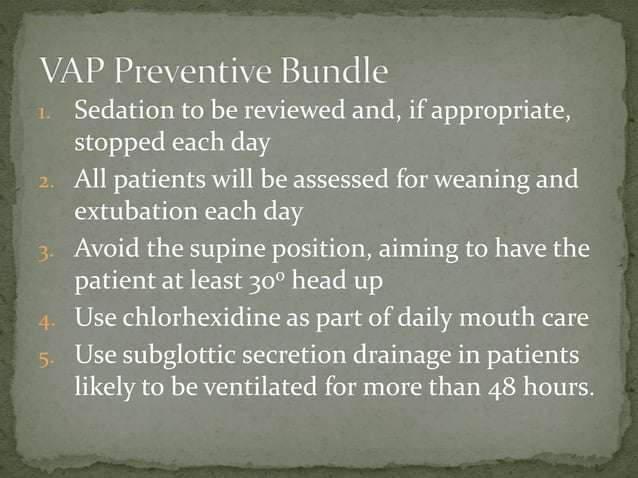 VAP Preventive Bundle
1. Sedation to be reviewed and, if appropriate,
stopped each day
2. All patients will be assessed for weaning and
extubation each day
3. Avoid the supine position, aiming to have the
patient at least 30º head up
4. Use chlorhexidine as part of daily mouth care
5. Use subglottic secretion drainage in patients
likely to be ventilated for more than 48 hours.